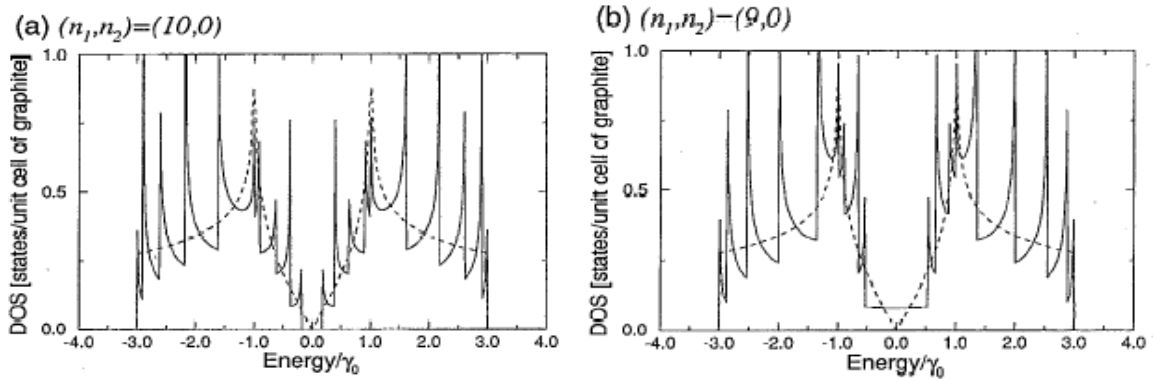 (a) (n₁,n₂)=(10,0)
DOS [states/unit cell of graphite]
1.0
0.5
0.0
-4.0 -3.0 -2.0 -1.0 0.0 1.0 2.0 3.0 4.0
Energy/γ₀
(b) (n₁,n₂)−(9,0)
DOS [states/unit cell of graphite]
1.0
0.5
0.0
-4.0 -3.0 -2.0 -1.0 0.0 1.0 2.0 3.0 4.0
Energy/γ₀